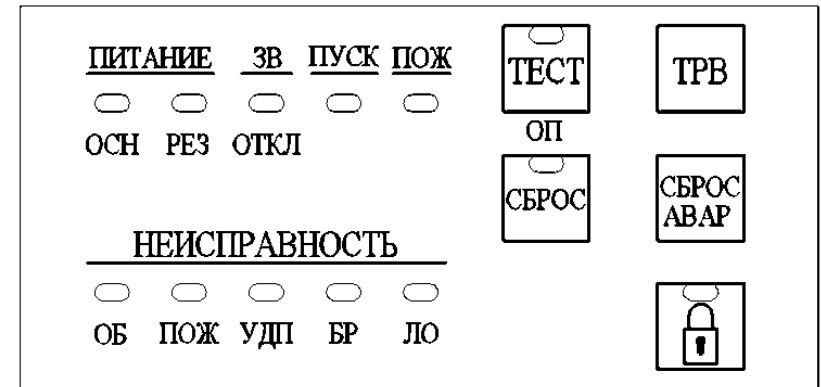 ПИТАНИЕ ЗВ ПУСК ПОЖ
ОСН РЕЗ ОТКЛ
ТЕСТ
ОП
ТРВ
СБРОС
СБРОС
АВАР
НЕИСПРАВНОСТЬ
ОБ ПОЖ УДП БР ЛО